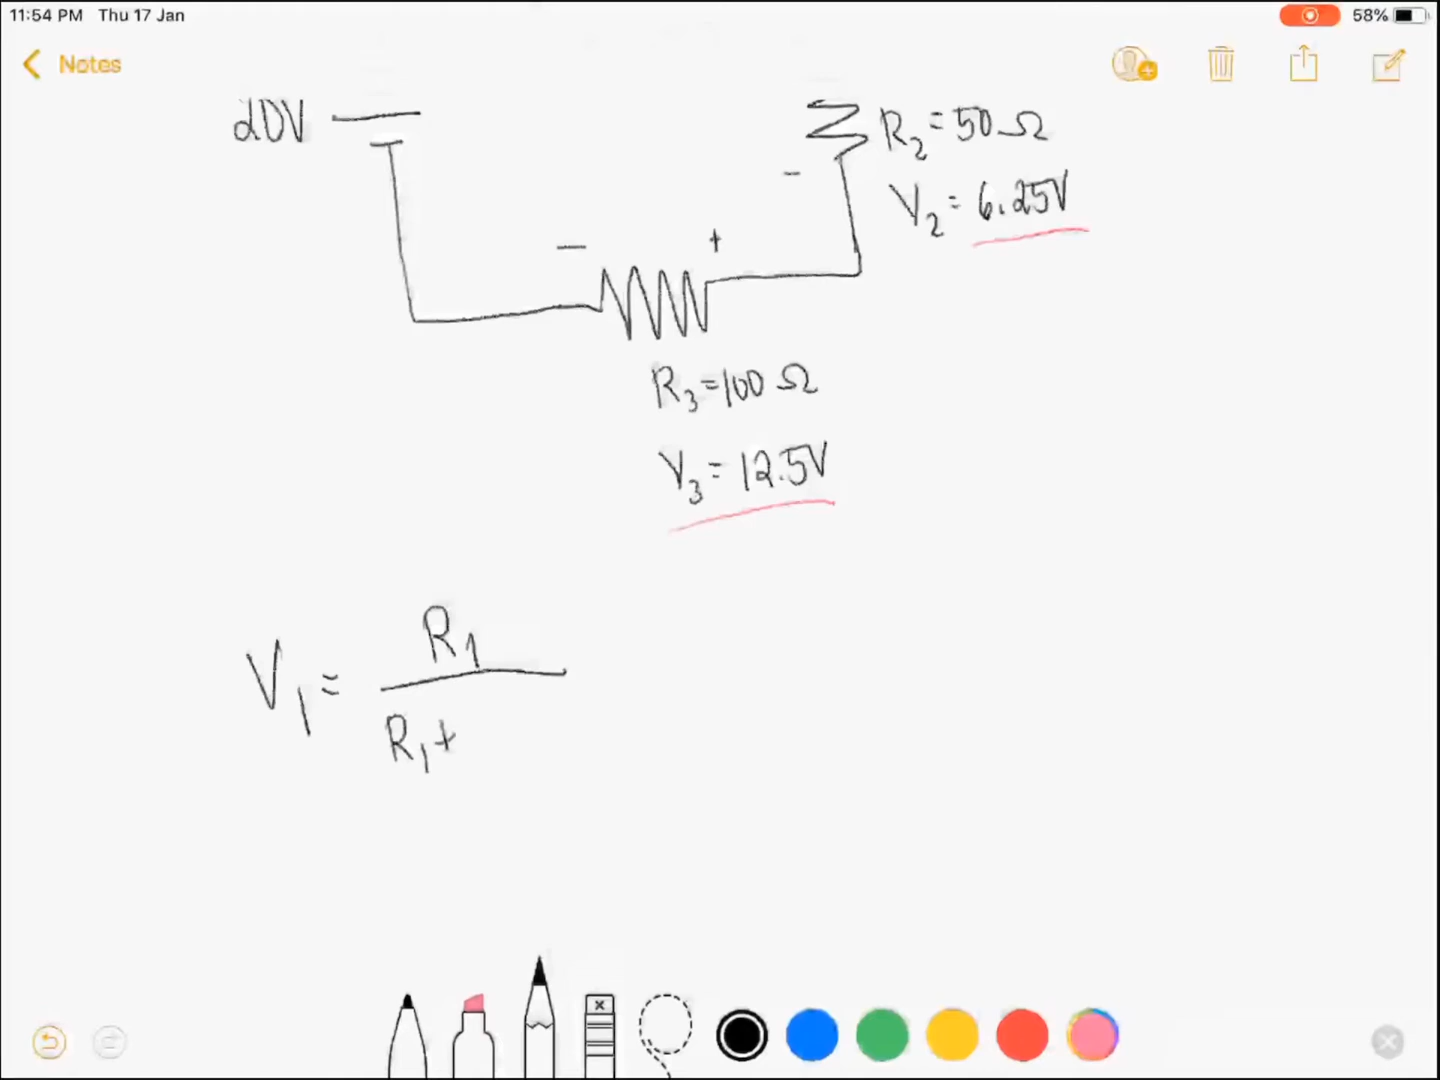 11:54 PM Thu 17 Jan
58%
Notes
20V
R₂ = 50 Ω
V₂ = 6.25V
− + −
R₃ = 100 Ω
V₃ = 12.5V
V₁ = R₁
R₁ +